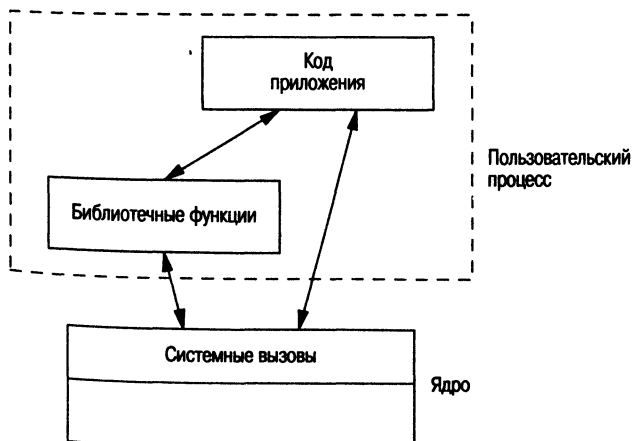 Код
приложения
Пользовательский
процесс
Библиотечные функции
Системные вызовы
Ядро